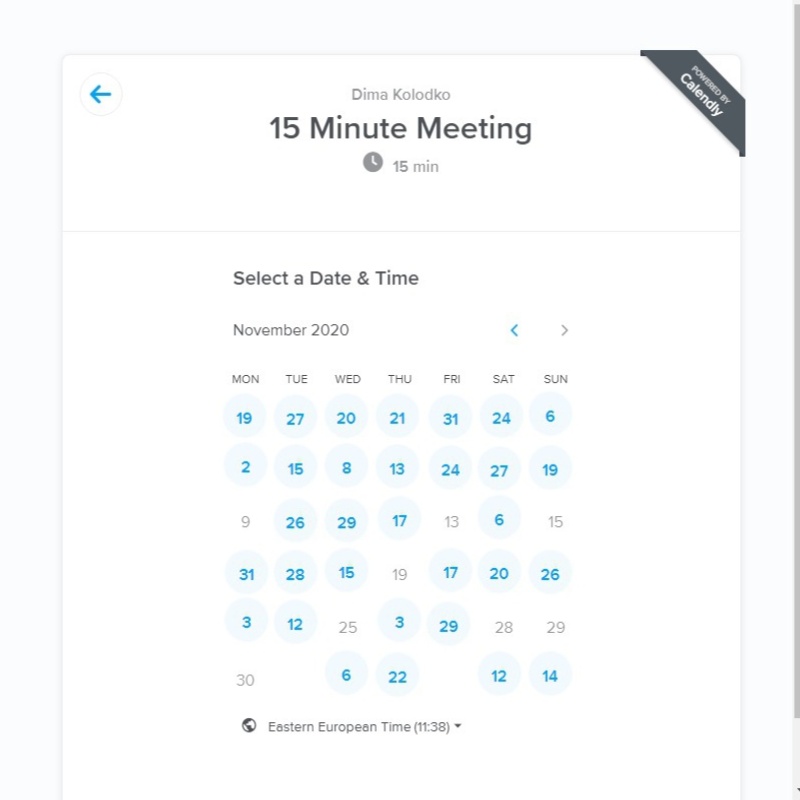 POWERED BY
Calendly
Dima Kolodko
15 Minute Meeting
15 min
Select a Date & Time
November 2020
MON TUE WED THU FRI SAT SUN
19 27 20 21 31 24 6
2 15 8 13 24 27 19
9 26 29 17 13 6 15
31 28 15 19 17 20 26
3 12 25 3 29 28 29
30 6 22 12 14
Eastern European Time (11:38)